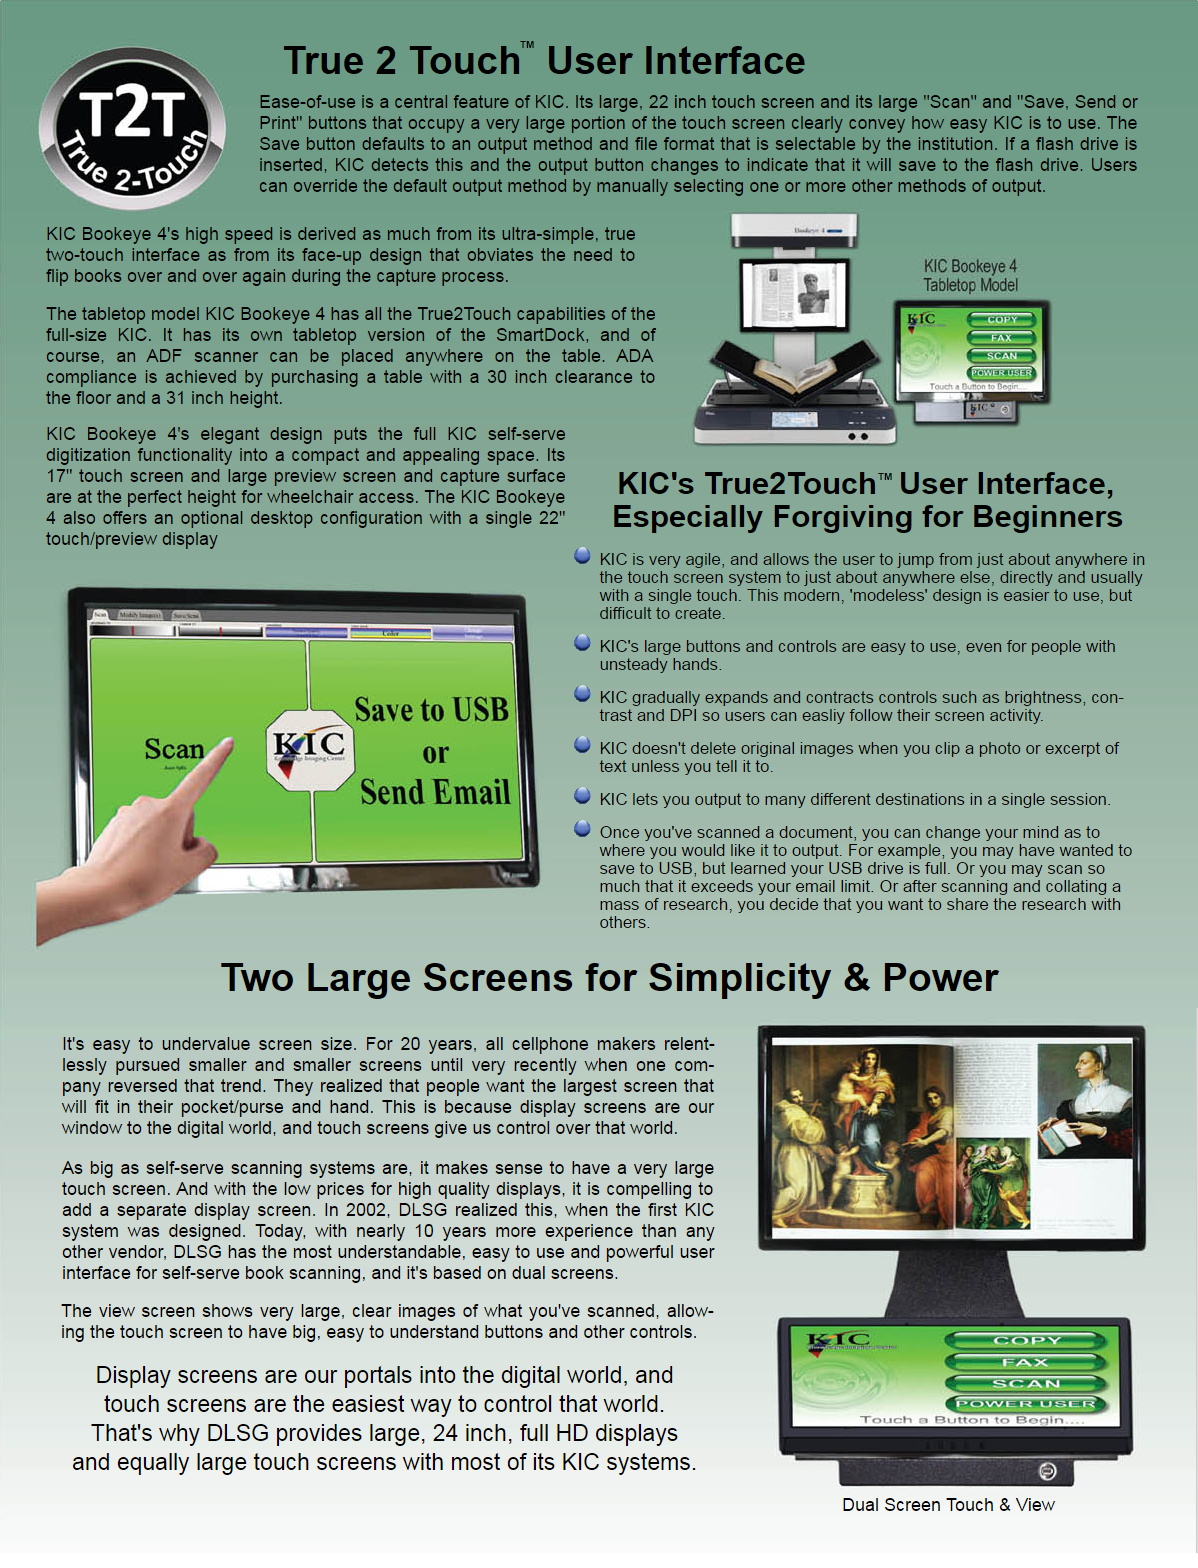 T2T
True 2-Touch
True 2 Touch™ User Interface
Ease-of-use is a central feature of KIC. Its large, 22 inch touch screen and its large "Scan" and "Save, Send or
Print" buttons that occupy a very large portion of the touch screen clearly convey how easy KIC is to use. The
Save button defaults to an output method and file format that is selectable by the institution. If a flash drive is
inserted, KIC detects this and the output button changes to indicate that it will save to the flash drive. Users
can override the default output method by manually selecting one or more other methods of output.
KIC Bookeye 4's high speed is derived as much from its ultra-simple, true
two-touch interface as from its face-up design that obviates the need to
flip books over and over again during the capture process.
The tabletop model KIC Bookeye 4 has all the True2Touch capabilities of the
full-size KIC. It has its own tabletop version of the SmartDock, and of
course, an ADF scanner can be placed anywhere on the table. ADA
compliance is achieved by purchasing a table with a 30 inch clearance to
the floor and a 31 inch height.
KIC Bookeye 4's elegant design puts the full KIC self-serve
digitization functionality into a compact and appealing space. Its
17" touch screen and large preview screen and capture surface
are at the perfect height for wheelchair access. The KIC Bookeye
4 also offers an optional desktop configuration with a single 22"
touch/preview display
Bookeye 4
KIC Bookeye 4
Tabletop Model
KIC
COPY
FAX
SCAN
POWER USER
Touch a Button to Begin....
KIC
KIC's True2Touch™ User Interface,
Especially Forgiving for Beginners
KIC is very agile, and allows the user to jump from just about anywhere in
the touch screen system to just about anywhere else, directly and usually
with a single touch. This modern, 'modeless' design is easier to use, but
difficult to create.
KIC's large buttons and controls are easy to use, even for people with
unsteady hands.
KIC gradually expands and contracts controls such as brightness, con-
trast and DPI so users can easliy follow their screen activity.
KIC doesn't delete original images when you clip a photo or excerpt of
text unless you tell it to.
KIC lets you output to many different destinations in a single session.
Once you've scanned a document, you can change your mind as to
where you would like it to output. For example, you may have wanted to
save to USB, but learned your USB drive is full. Or you may scan so
much that it exceeds your email limit. Or after scanning and collating a
mass of research, you decide that you want to share the research with
others.
Scan
Modify Image(s)
Save/Scan
Color
Scan
KIC
Knowledge Imaging Center
Save to USB
or
Send Email
Two Large Screens for Simplicity & Power
It's easy to undervalue screen size. For 20 years, all cellphone makers relent-
lessly pursued smaller and smaller screens until very recently when one com-
pany reversed that trend. They realized that people want the largest screen that
will fit in their pocket/purse and hand. This is because display screens are our
window to the digital world, and touch screens give us control over that world.
As big as self-serve scanning systems are, it makes sense to have a very large
touch screen. And with the low prices for high quality displays, it is compelling to
add a separate display screen. In 2002, DLSG realized this, when the first KIC
system was designed. Today, with nearly 10 years more experience than any
other vendor, DLSG has the most understandable, easy to use and powerful user
interface for self-serve book scanning, and it's based on dual screens.
The view screen shows very large, clear images of what you've scanned, allow-
ing the touch screen to have big, easy to understand buttons and other controls.
Display screens are our portals into the digital world, and
touch screens are the easiest way to control that world.
That's why DLSG provides large, 24 inch, full HD displays
and equally large touch screens with most of its KIC systems.
KIC
COPY
FAX
SCAN
POWER USER
Touch a Button to Begin....
Dual Screen Touch & View